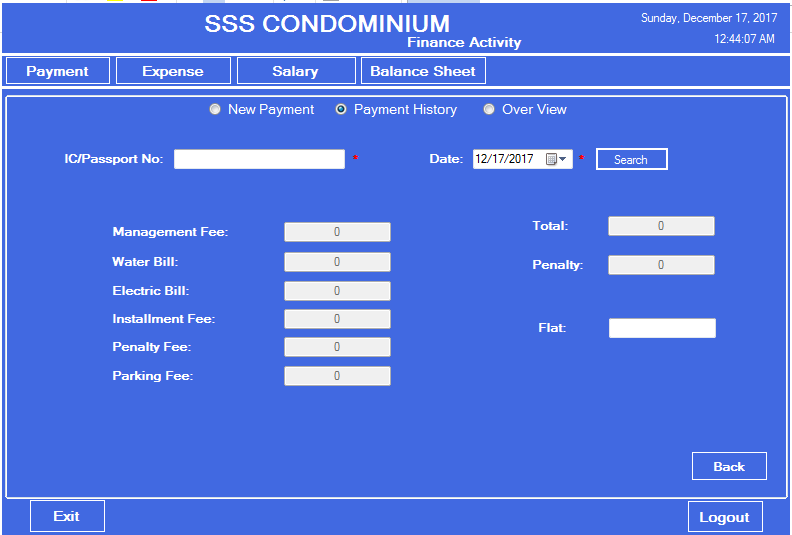 SSS CONDOMINIUM
Finance Activity
Sunday, December 17, 2017
12:44:07 AM
Payment Expense Salary Balance Sheet
New Payment Payment History Over View
IC/Passport No: * Date: 12/17/2017 * Search
Management Fee: 0
Water Bill: 0
Electric Bill: 0
Installment Fee: 0
Penalty Fee: 0
Parking Fee: 0
Total: 0
Penalty: 0
Flat:
Back
Exit Logout